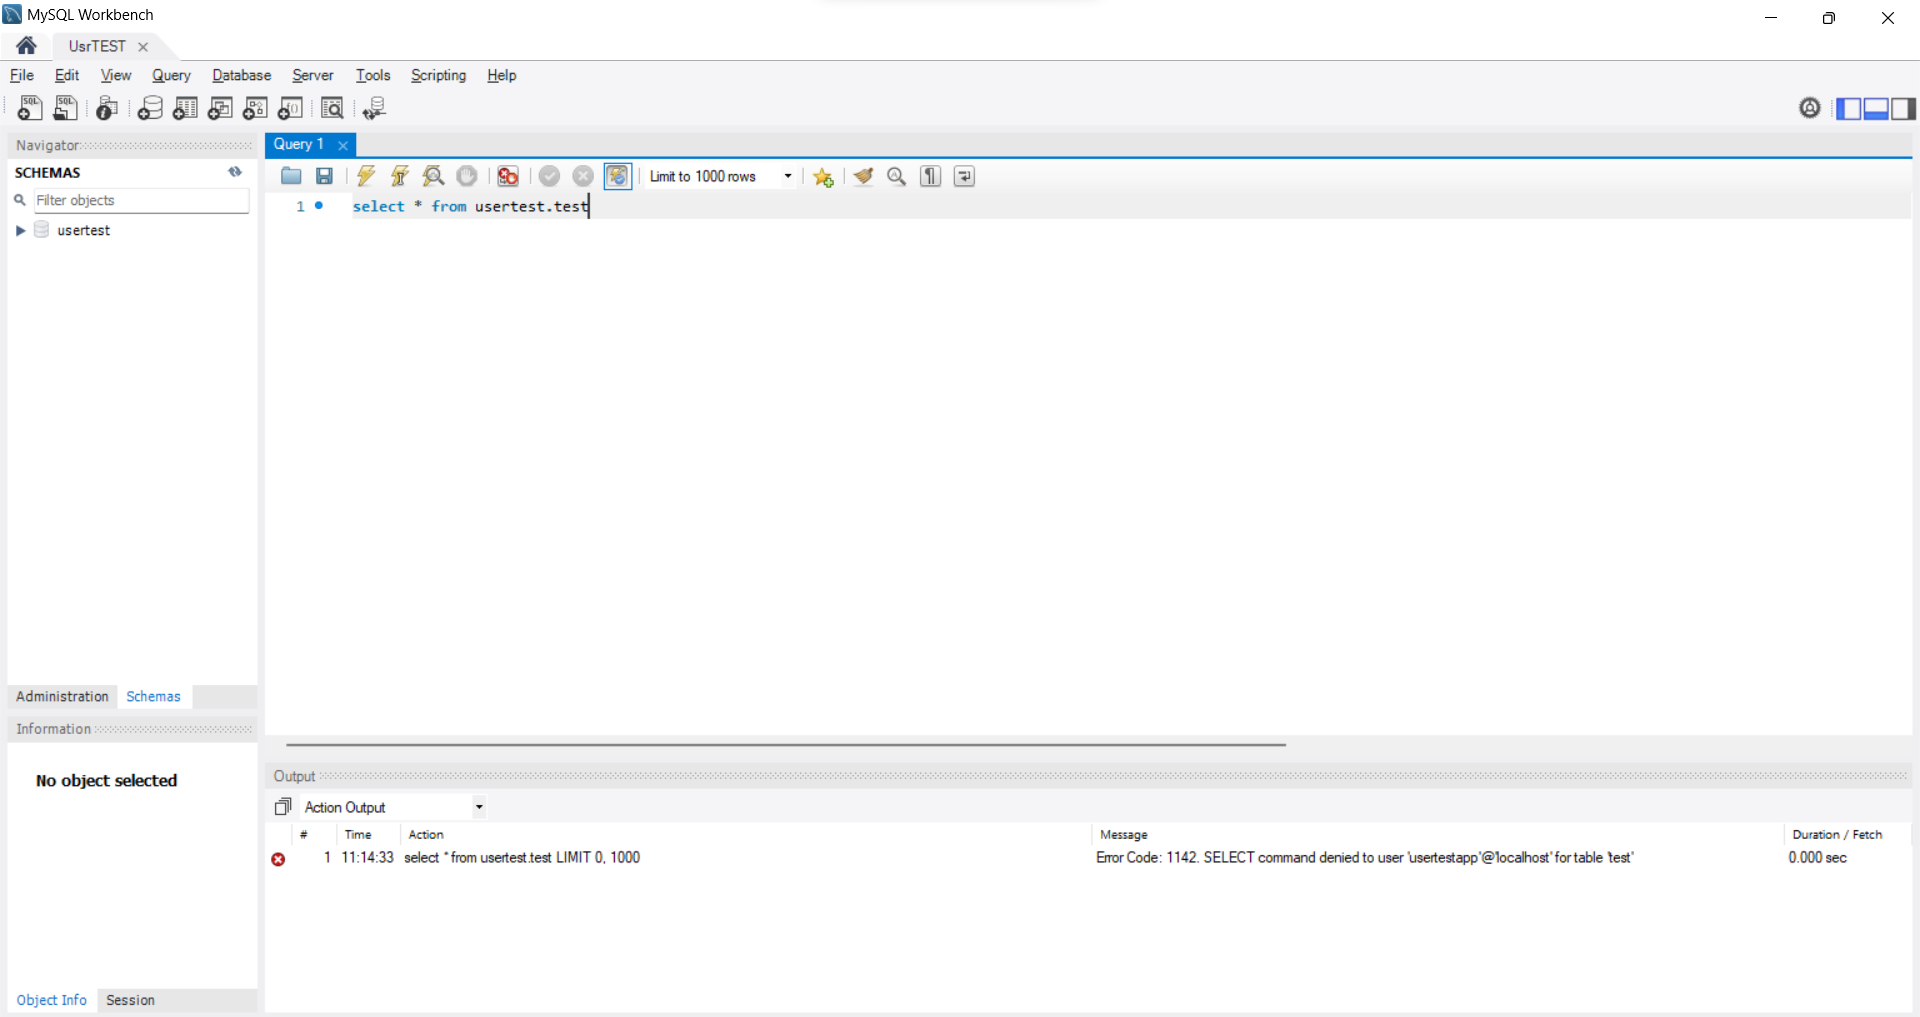 MySQL Workbench
UsrTEST
File Edit View Query Database Server Tools Scripting Help
Navigator
SCHEMAS
Filter objects
usertest
Administration Schemas
Information
No object selected
Object Info Session
Query 1
Limit to 1000 rows
1 select * from usertest.test
Output
Action Output
# Time Action Message Duration / Fetch
1 11:14:33 select * from usertest.test LIMIT 0, 1000 Error Code: 1142. SELECT command denied to user 'usertestapp'@'localhost' for table 'test' 0.000 sec